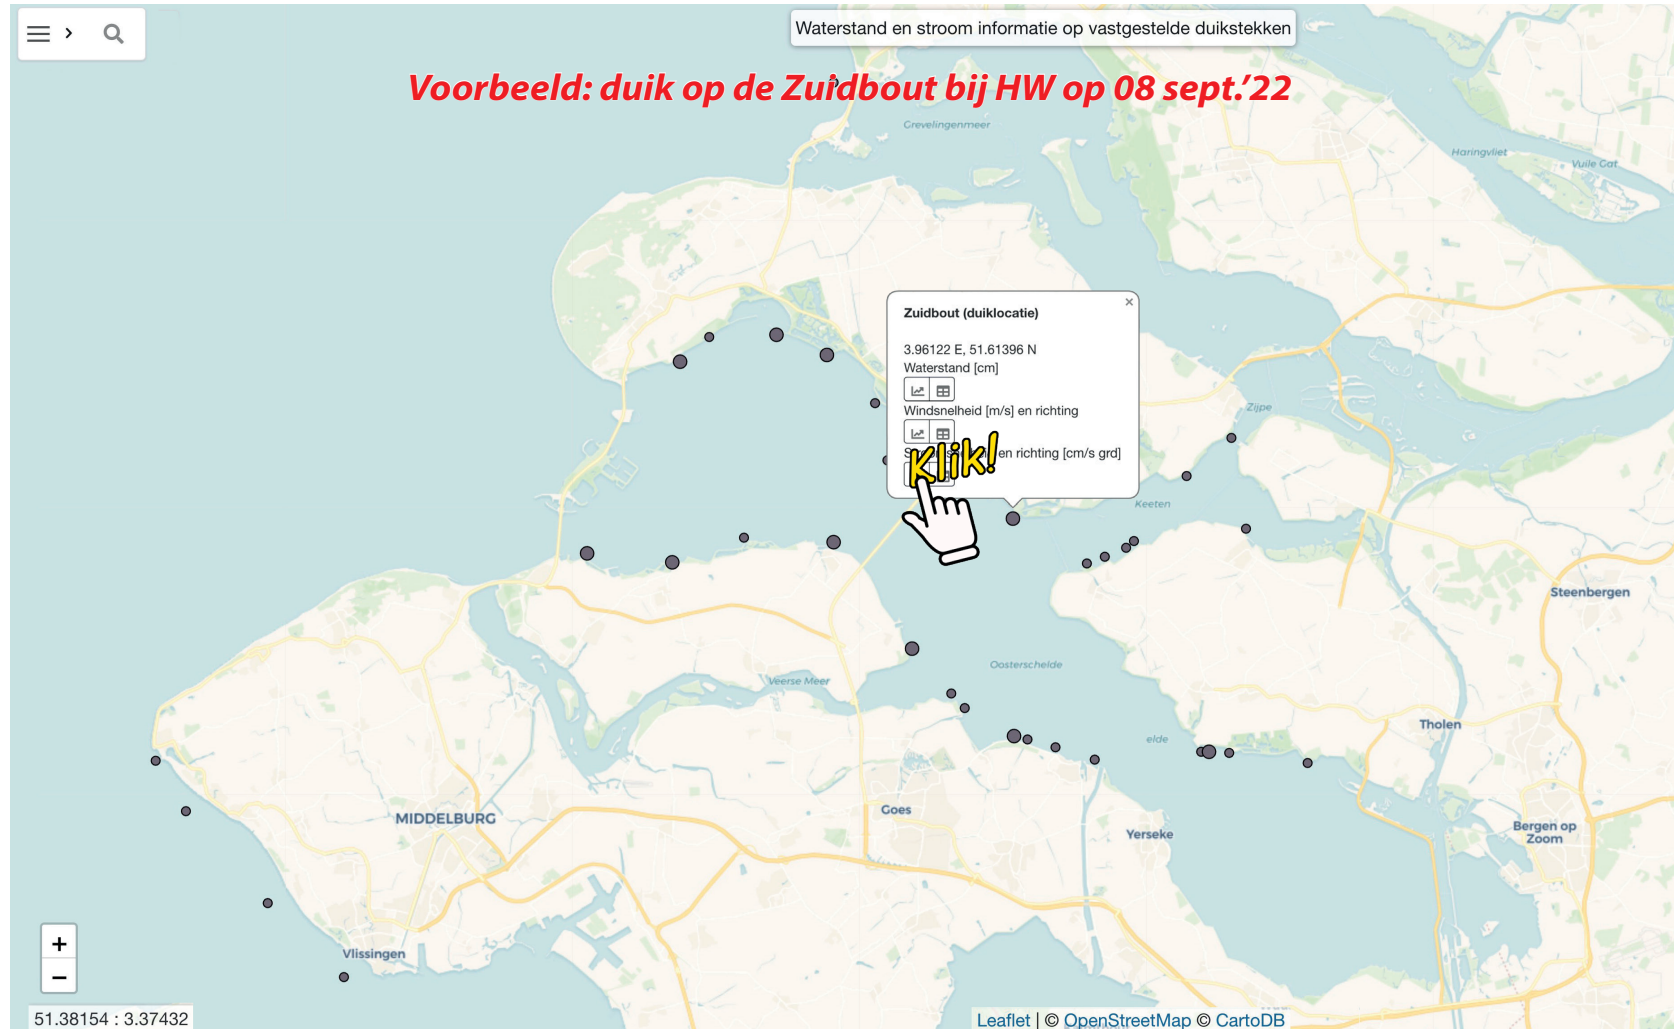 Waterstand en stroom informatie op vastgestelde duikstekken
Voorbeeld: duik op de Zuidbout bij HW op 08 sept.'22
Grevelingenmeer
Haringvliet
Vuile Gat
Zuidbout (duiklocatie)
×
3.96122 E, 51.61396 N
Waterstand [cm]
Windsnelheid [m/s] en richting
en richting [cm/s grd]
Klik!
Zijpe
Keeten
Steenbergen
Oosterschelde
Veerse Meer
Tholen
elde
Goes
MIDDELBURG
Yerseke
Bergen op
Zoom
Vlissingen
+
−
51.38154 : 3.37432
Leaflet | © OpenStreetMap © CartoDB